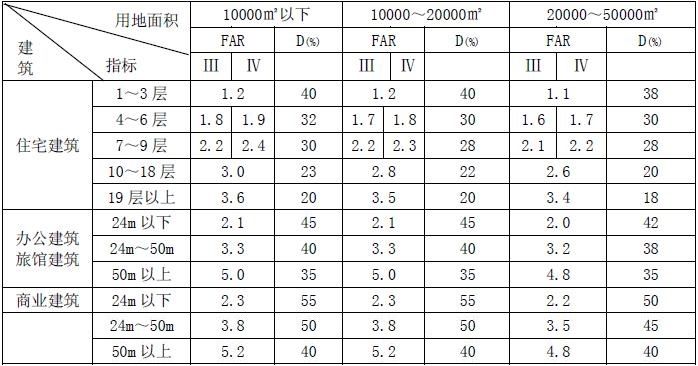 用地面积 10000㎡以下 10000～20000㎡ 20000～50000㎡
建筑 指标 FAR D(%) FAR D(%) FAR D(%)
III IV III IV III IV
住宅建筑 1～3层 1.2 40 1.2 40 1.1 38
4～6层 1.8 1.9 32 1.7 1.8 30 1.6 1.7 30
7～9层 2.2 2.4 30 2.2 2.3 28 2.1 2.2 28
10～18层 3.0 23 2.8 22 2.6 20
19层以上 3.6 20 3.5 20 3.4 18
办公建筑 旅馆建筑 24m以下 2.1 45 2.1 45 2.0 42
24m～50m 3.3 40 3.3 40 3.2 38
50m以上 5.0 35 5.0 35 4.8 35
商业建筑 24m以下 2.3 55 2.3 55 2.2 50
24m～50m 3.8 50 3.8 50 3.5 45
50m以上 5.2 40 5.2 40 4.8 40